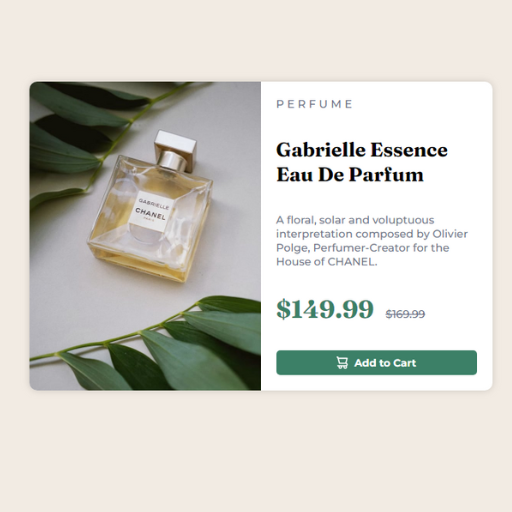 PERFUME
Gabrielle Essence
Eau De Parfum
A floral, solar and voluptuous
interpretation composed by Olivier
Polge, Perfumer-Creator for the
House of CHANEL.
$149.99 $169.99
Add to Cart
GABRIELLE
CHANEL